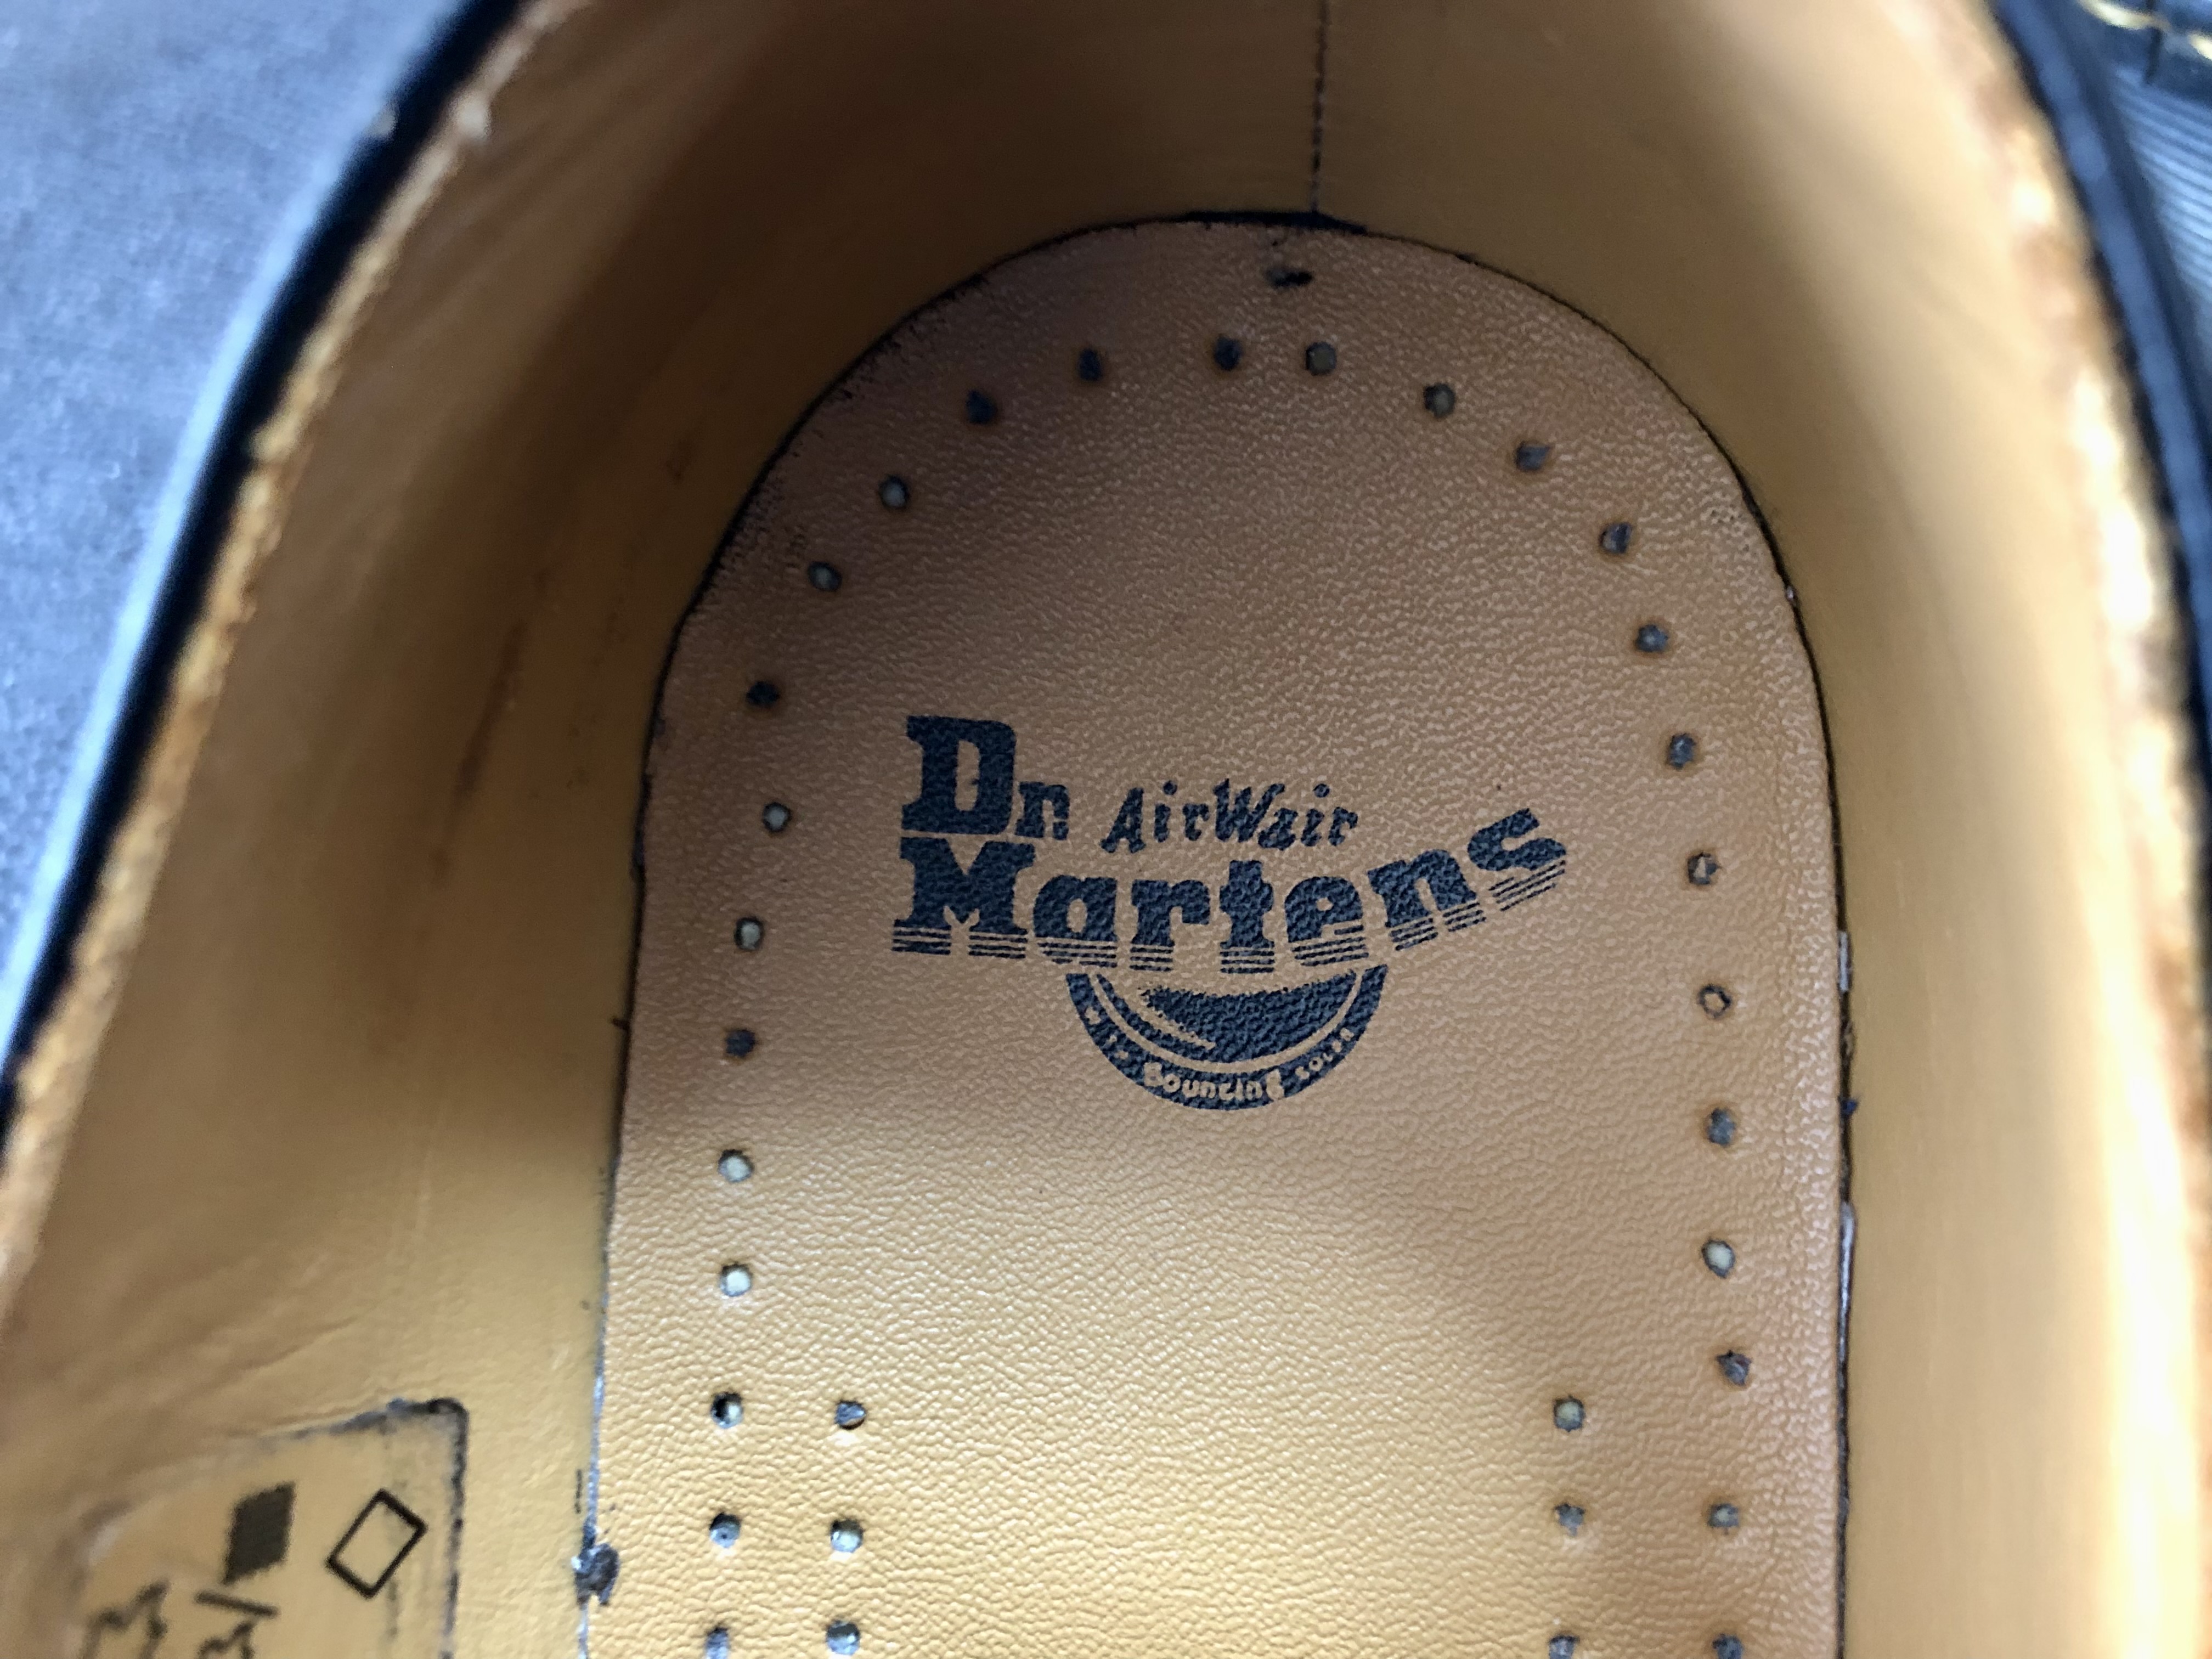 Dr. AirWair
Martens
WITH Bouncing SOLES